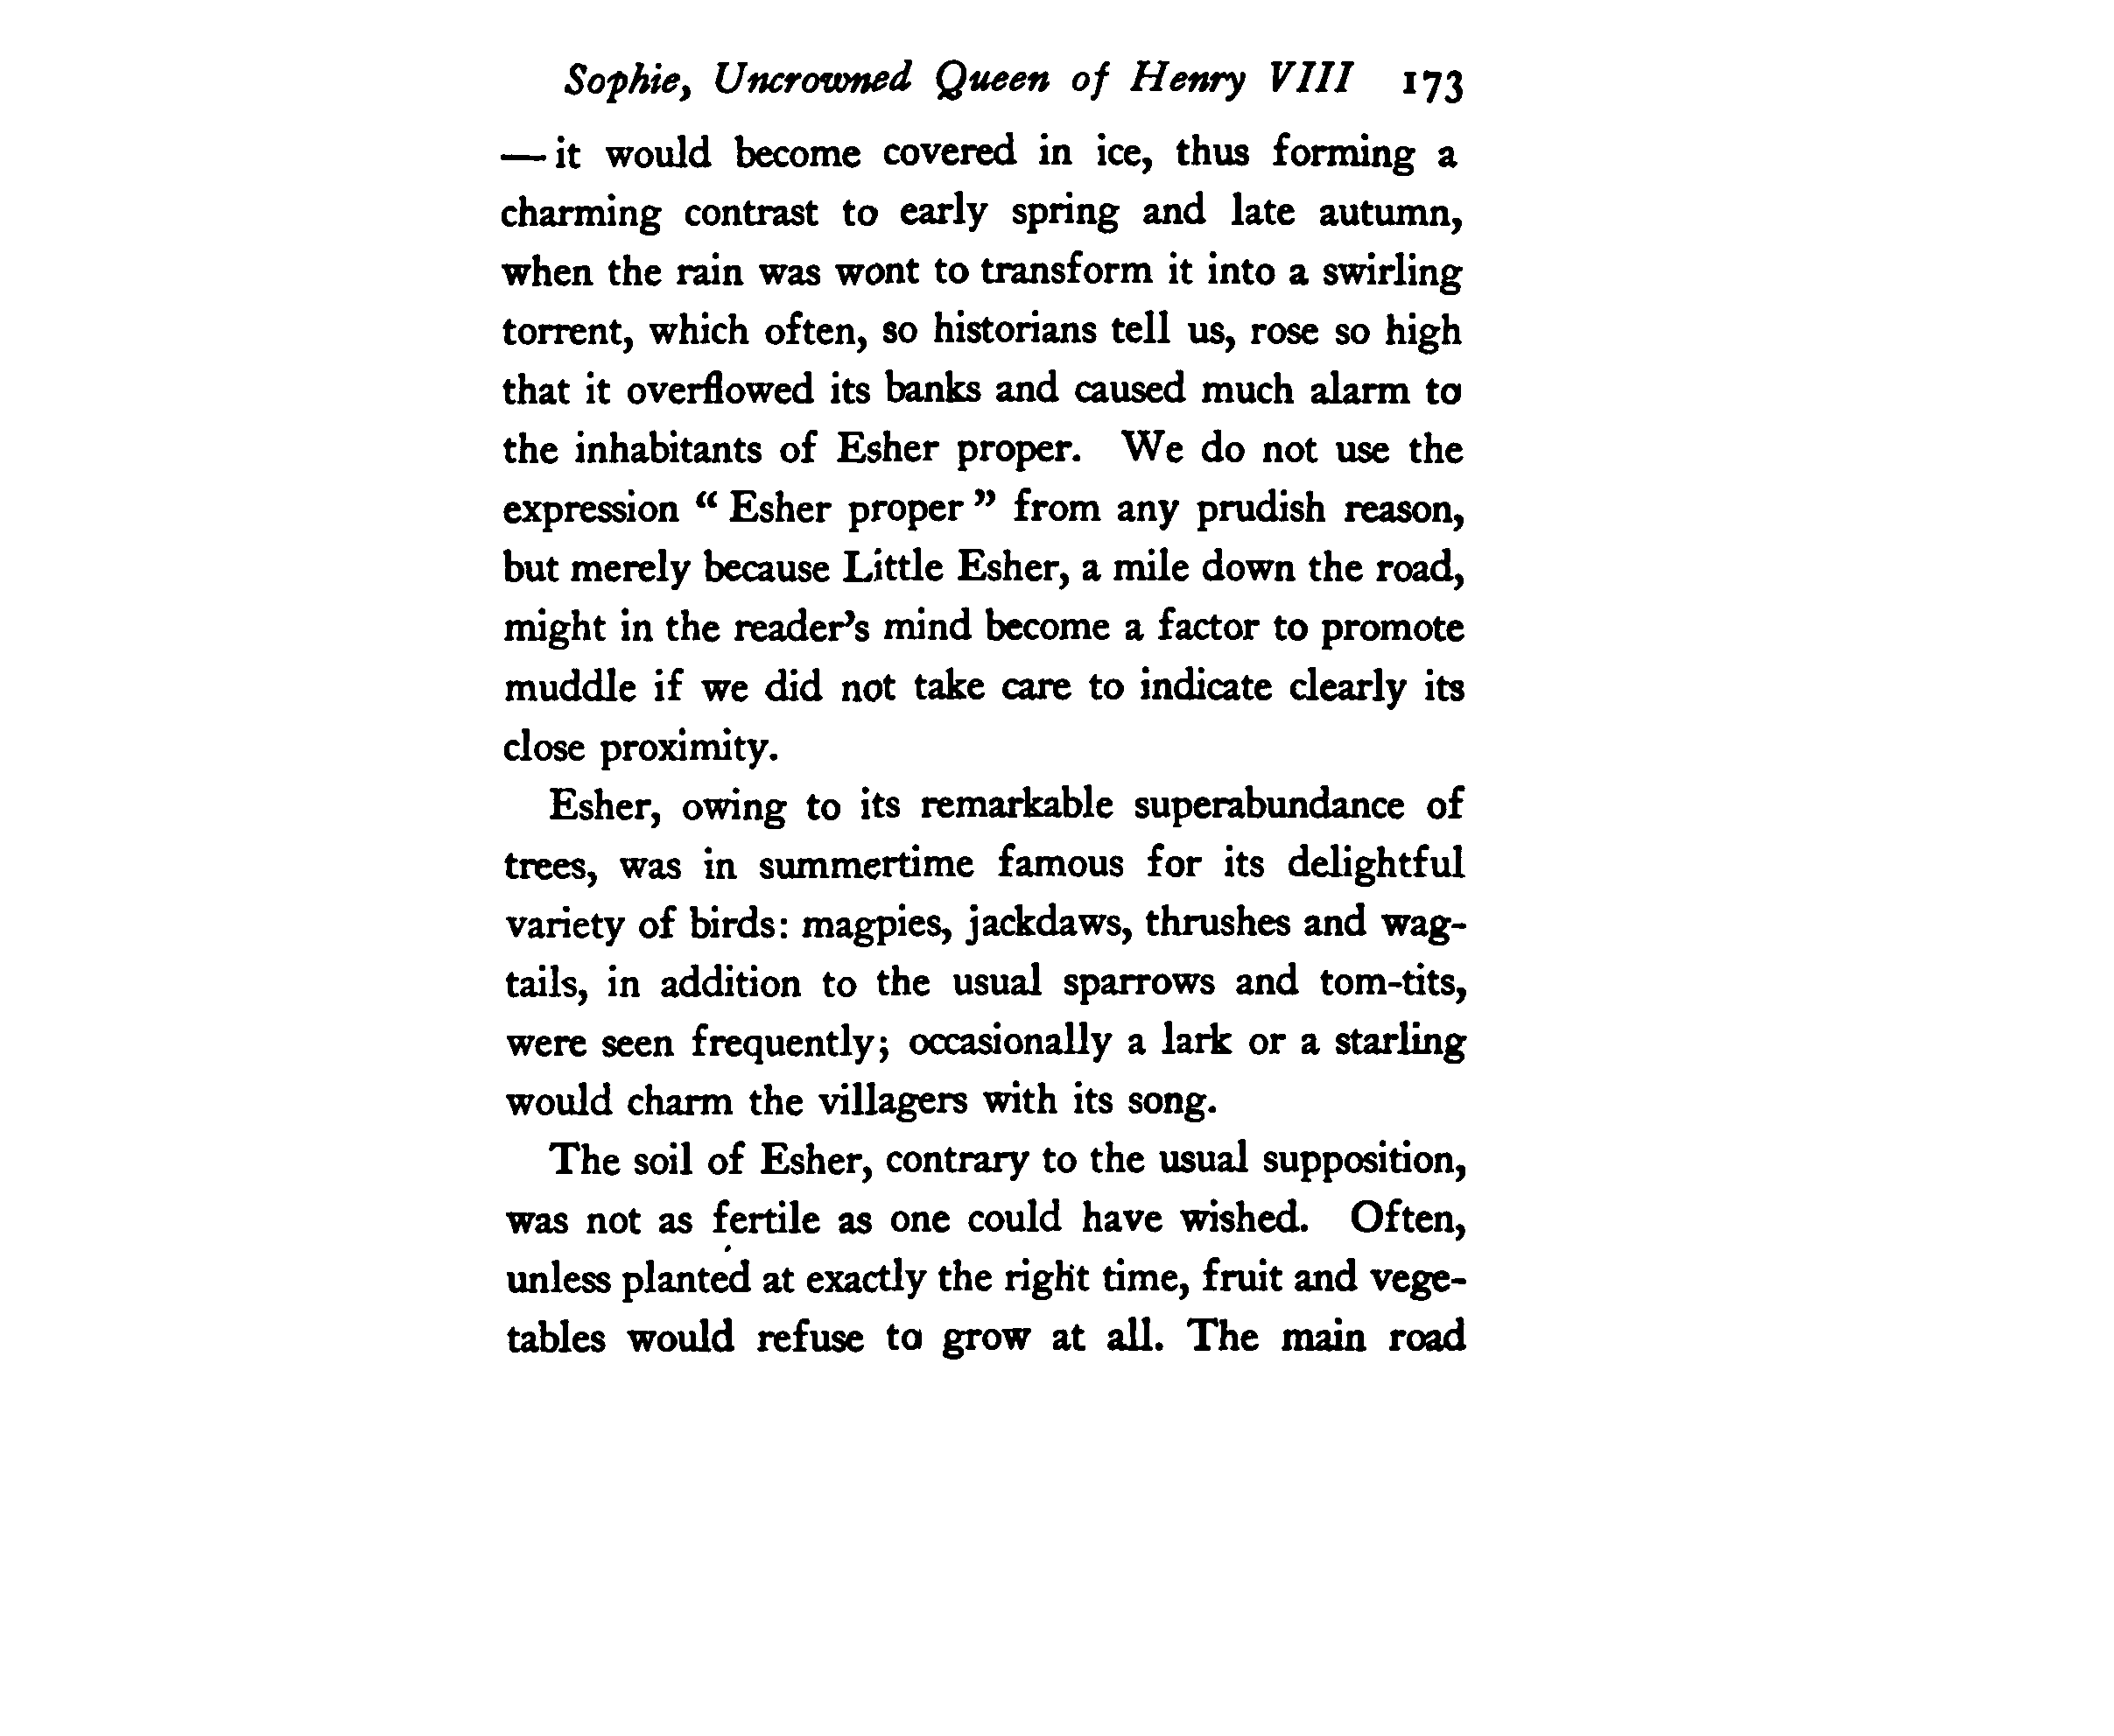 Sophie, Uncrowned Queen of Henry VIII 173
—it would become covered in ice, thus forming a
charming contrast to early spring and late autumn,
when the rain was wont to transform it into a swirling
torrent, which often, so historians tell us, rose so high
that it overflowed its banks and caused much alarm to
the inhabitants of Esher proper. We do not use the
expression “ Esher proper ” from any prudish reason,
but merely because Little Esher, a mile down the road,
might in the reader’s mind become a factor to promote
muddle if we did not take care to indicate clearly its
close proximity.
Esher, owing to its remarkable superabundance of
trees, was in summertime famous for its delightful
variety of birds: magpies, jackdaws, thrushes and wag-
tails, in addition to the usual sparrows and tom-tits,
were seen frequently; occasionally a lark or a starling
would charm the villagers with its song.
The soil of Esher, contrary to the usual supposition,
was not as fertile as one could have wished. Often,
unless planted at exactly the right time, fruit and vege-
tables would refuse to grow at all. The main road